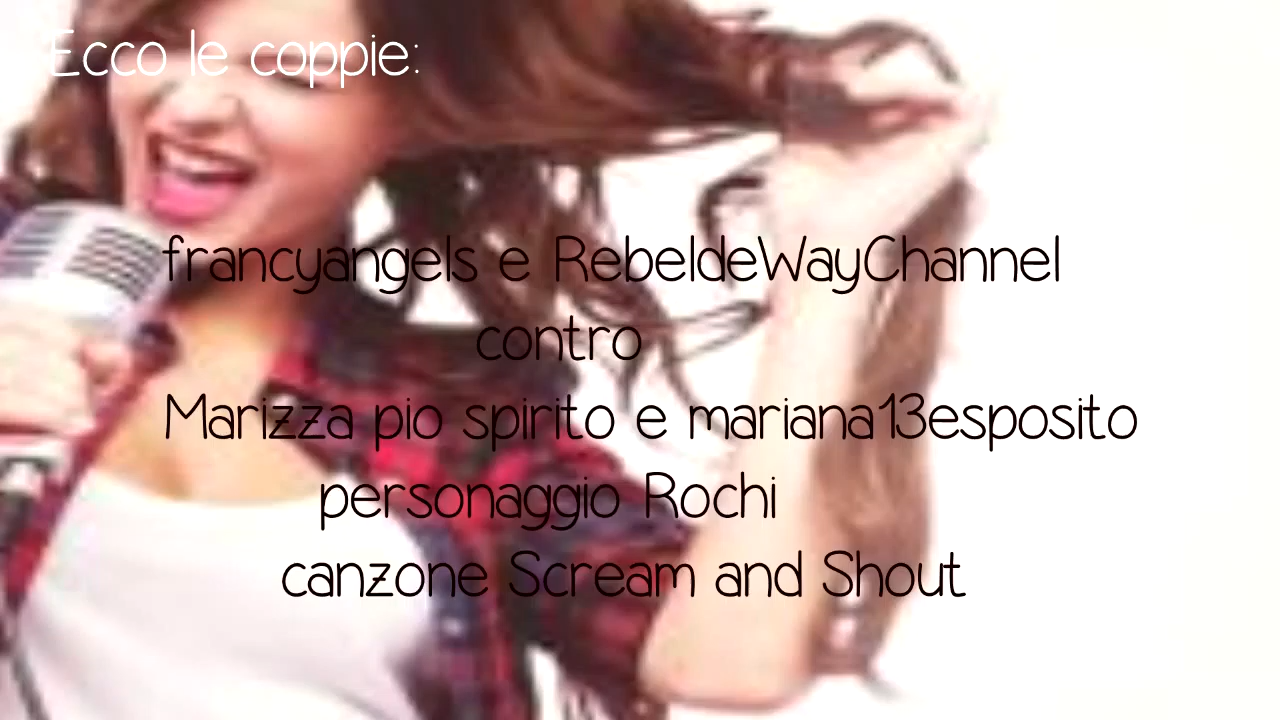 Ecco le coppie:
francyangels e RebeldeWayChannel
contro
Marizza pio spirito e mariana13esposito
personaggio Rochi
canzone Scream and Shout